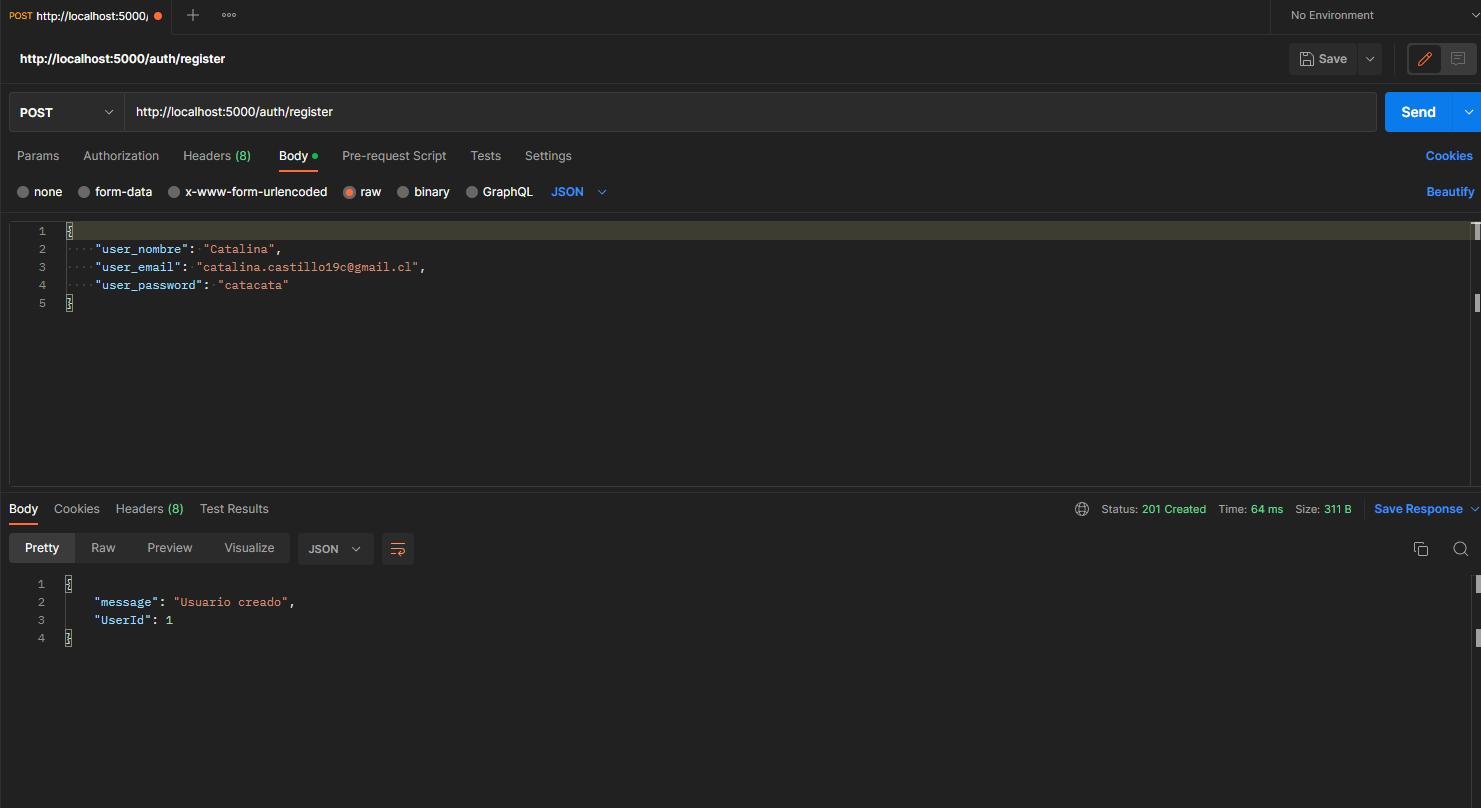 POST http://localhost:5000/
No Environment
http://localhost:5000/auth/register
Save
POST http://localhost:5000/auth/register Send
Params Authorization Headers (8) Body Pre-request Script Tests Settings Cookies
none form-data x-www-form-urlencoded raw binary GraphQL JSON Beautify
1 {
2 "user_nombre": "Catalina",
3 "user_email": "catalina.castillo19c@gmail.cl",
4 "user_password": "catacata"
5 }
Body Cookies Headers (8) Test Results Status: 201 Created Time: 64 ms Size: 311 B Save Response
Pretty Raw Preview Visualize JSON
1 {
2 "message": "Usuario creado",
3 "UserId": 1
4 }